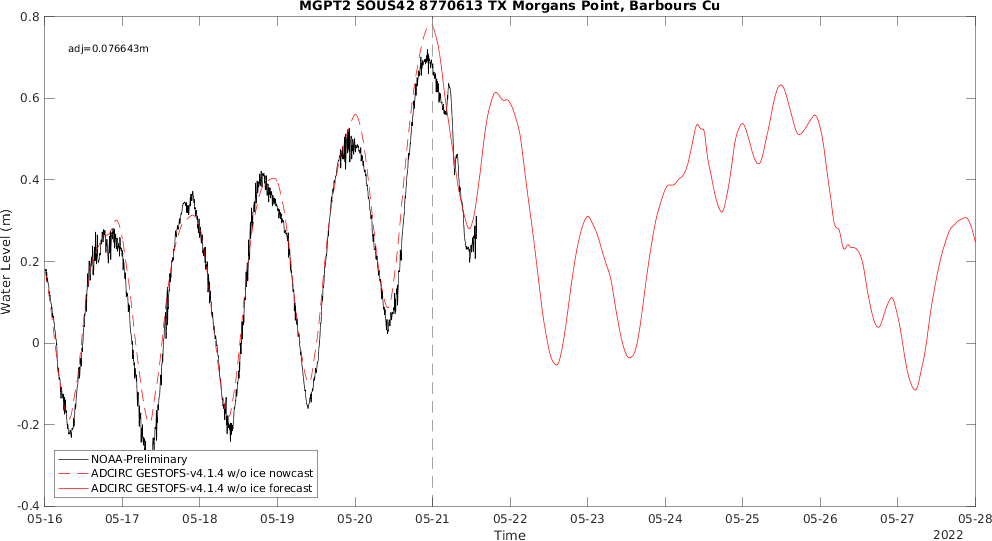 MGPT2 SOUS42 8770613 TX Morgans Point, Barbours Cu
adj=0.076643m
Water Level (m)
0.8
0.6
0.4
0.2
0
-0.2
-0.4
NOAA-Preliminary
ADCIRC GESTOFS-v4.1.4 w/o ice nowcast
ADCIRC GESTOFS-v4.1.4 w/o ice forecast
05-16 05-17 05-18 05-19 05-20 05-21 05-22 05-23 05-24 05-25 05-26 05-27 05-28
Time
2022